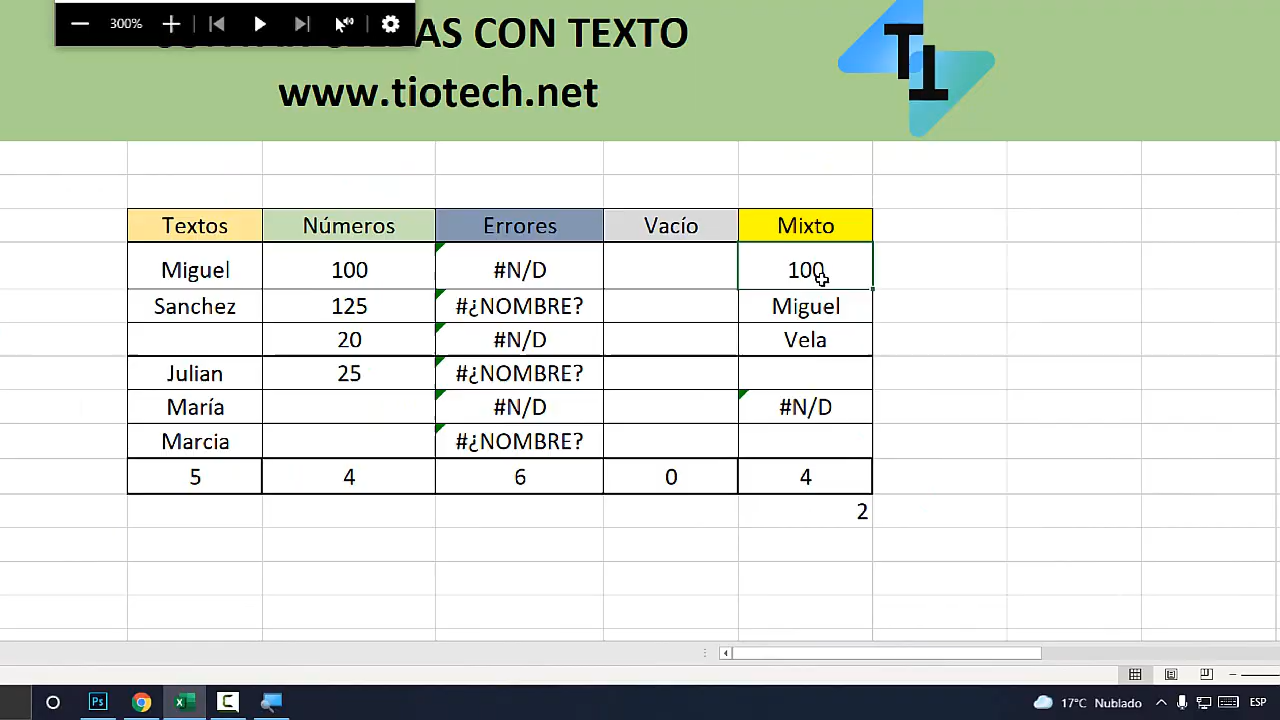 300%
CON TEXTO
www.tiotech.net
Textos Números Errores Vacío Mixto
Miguel 100 #N/D 100
Sanchez 125 #¿NOMBRE? Miguel
20 #N/D Vela
Julian 25 #¿NOMBRE?
María #N/D #N/D
Marcia #¿NOMBRE?
5 4 6 0 4
2
Ps 17°C Nublado ESP